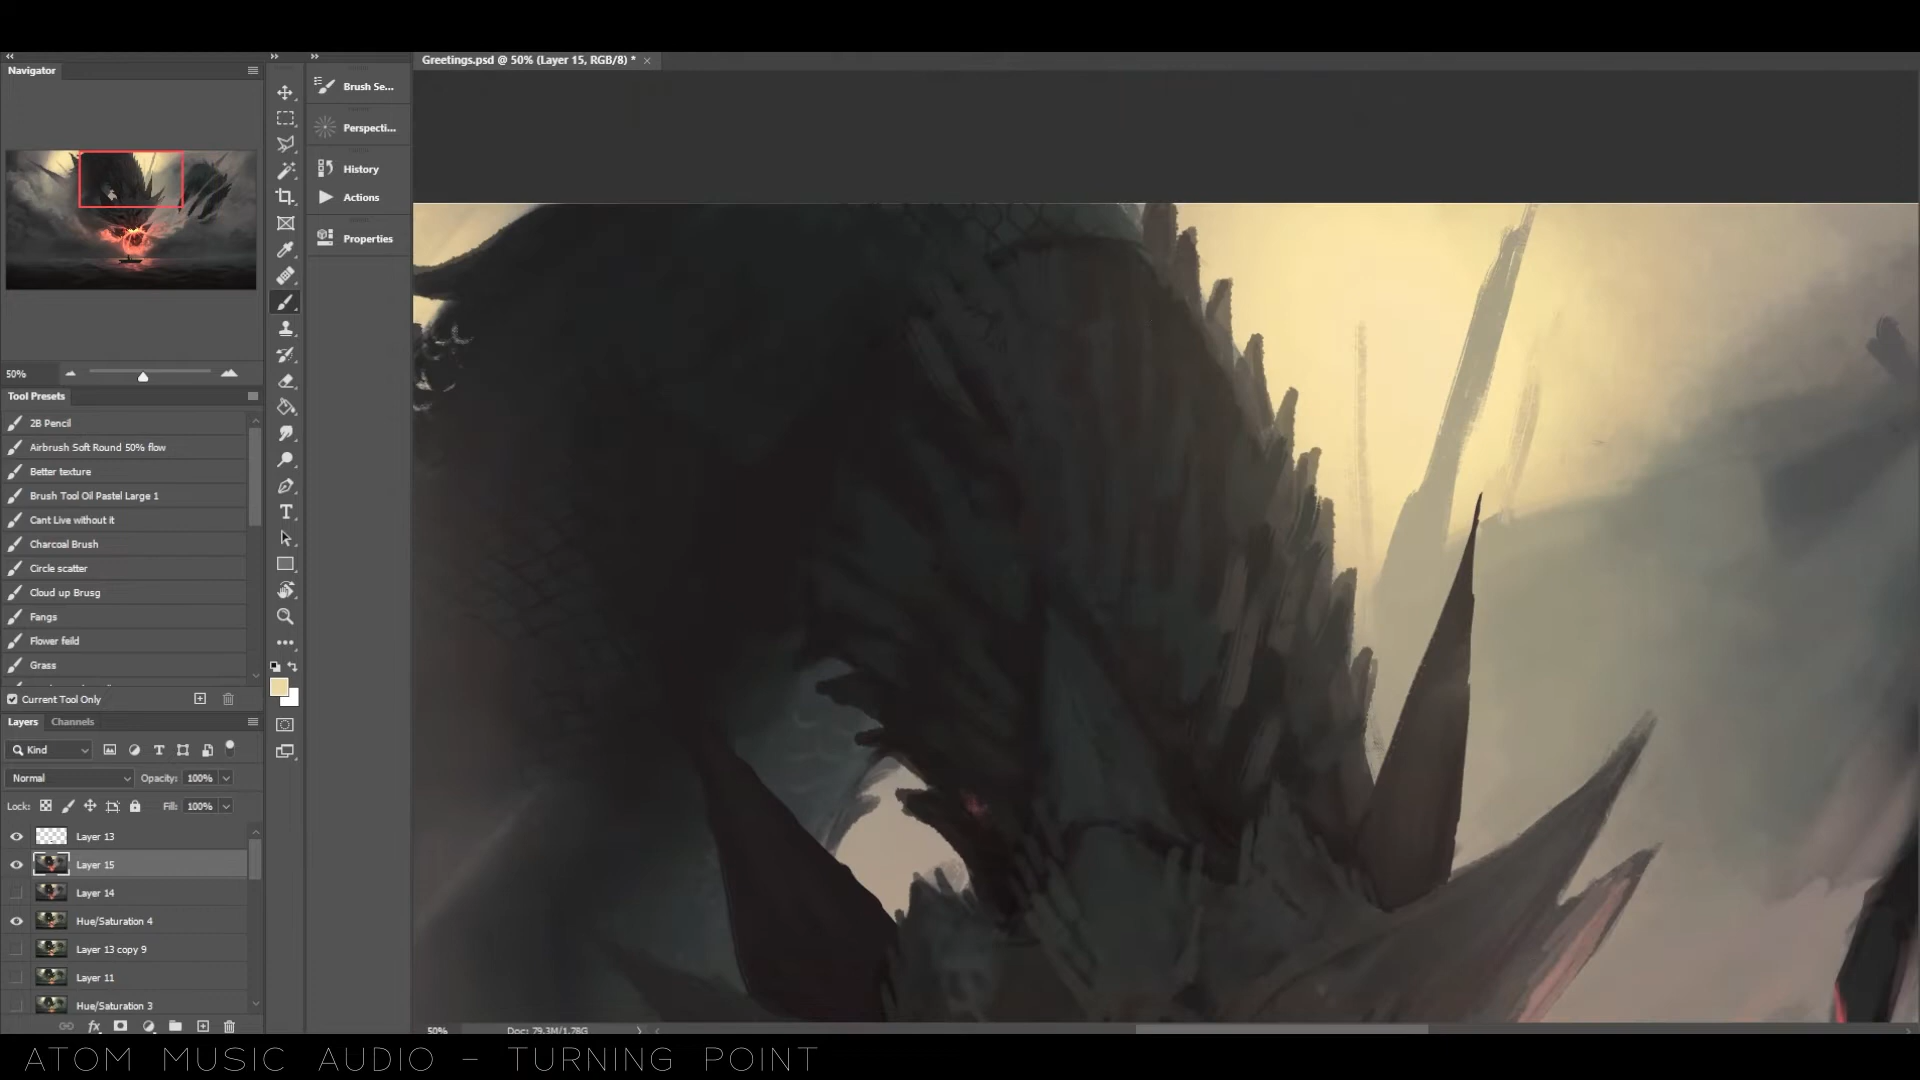 Greetings.psd @ 50% (Layer 15, RGB/8) *
Navigator
Brush Se...
Perspecti...
History
Actions
Properties
50%
Tool Presets
2B Pencil
Airbrush Soft Round 50% flow
Better texture
Brush Tool Oil Pastel Large 1
Cant Live without it
Charcoal Brush
Circle scatter
Cloud up Brusg
Fangs
Flower feild
Grass
Current Tool Only
Layers Channels
Kind
Normal Opacity: 100%
Lock: Fill: 100%
Layer 13
Layer 15
Layer 14
Hue/Saturation 4
Layer 13 copy 9
Layer 11
Hue/Saturation 3
50% Doc: 79.3M/1.78G
ATOM MUSIC AUDIO – TURNING POINT